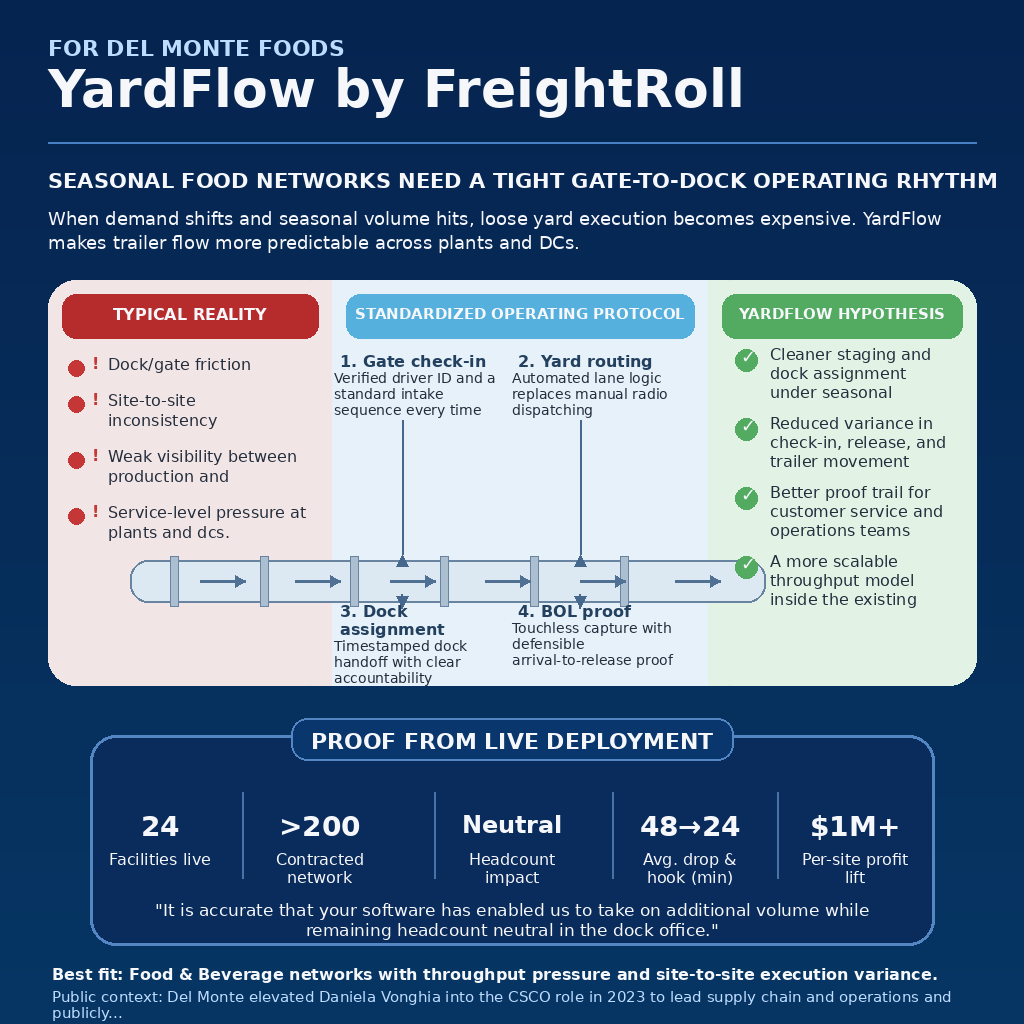 FOR DEL MONTE FOODS
YardFlow by FreightRoll
SEASONAL FOOD NETWORKS NEED A TIGHT GATE-TO-DOCK OPERATING RHYTHM
When demand shifts and seasonal volume hits, loose yard execution becomes expensive. YardFlow
makes trailer flow more predictable across plants and DCs.
TYPICAL REALITY
! Dock/gate friction
! Site-to-site
inconsistency
! Weak visibility between
production and
! Service-level pressure at
plants and dcs.
STANDARDIZED OPERATING PROTOCOL
1. Gate check-in
Verified driver ID and a
standard intake
sequence every time
2. Yard routing
Automated lane logic
replaces manual radio
dispatching
3. Dock
assignment
Timestamped dock
handoff with clear
accountability
4. BOL proof
Touchless capture with
defensible
arrival-to-release proof
YARDFLOW HYPOTHESIS
✓ Cleaner staging and
dock assignment
under seasonal
✓ Reduced variance in
check-in, release, and
trailer movement
✓ Better proof trail for
customer service and
operations teams
✓ A more scalable
throughput model
inside the existing
PROOF FROM LIVE DEPLOYMENT
24
Facilities live
>200
Contracted
network
Neutral
Headcount
impact
48→24
Avg. drop &
hook (min)
$1M+
Per-site profit
lift
"It is accurate that your software has enabled us to take on additional volume while
remaining headcount neutral in the dock office."
Best fit: Food & Beverage networks with throughput pressure and site-to-site execution variance.
Public context: Del Monte elevated Daniela Vonghia into the CSCO role in 2023 to lead supply chain and operations and
publicly...